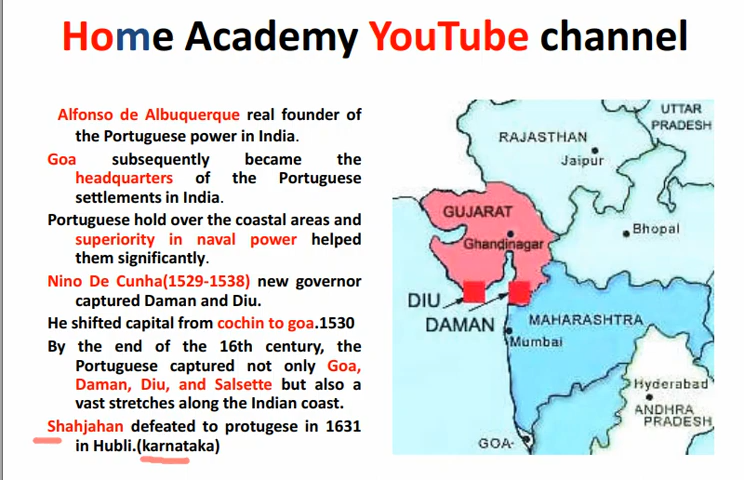 Home Academy YouTube channel
Alfonso de Albuquerque real founder of
the Portuguese power in India.
Goa subsequently became the
headquarters of the Portuguese
settlements in India.
Portuguese hold over the coastal areas and
superiority in naval power helped
them significantly.
Nino De Cunha(1529-1538) new governor
captured Daman and Diu.
He shifted capital from cochin to goa.1530
By the end of the 16th century, the
Portuguese captured not only Goa,
Daman, Diu, and Salsette but also a
vast stretches along the Indian coast.
Shahjahan defeated to protugese in 1631
in Hubli.(karnataka)
UTTAR
PRADESH
RAJASTHAN
Jaipur
GUJARAT
Ghandinagar
Bhopal
DIU
DAMAN
MAHARASHTRA
Mumbai
Hyderabad
ANDHRA
PRADESH
GOA-